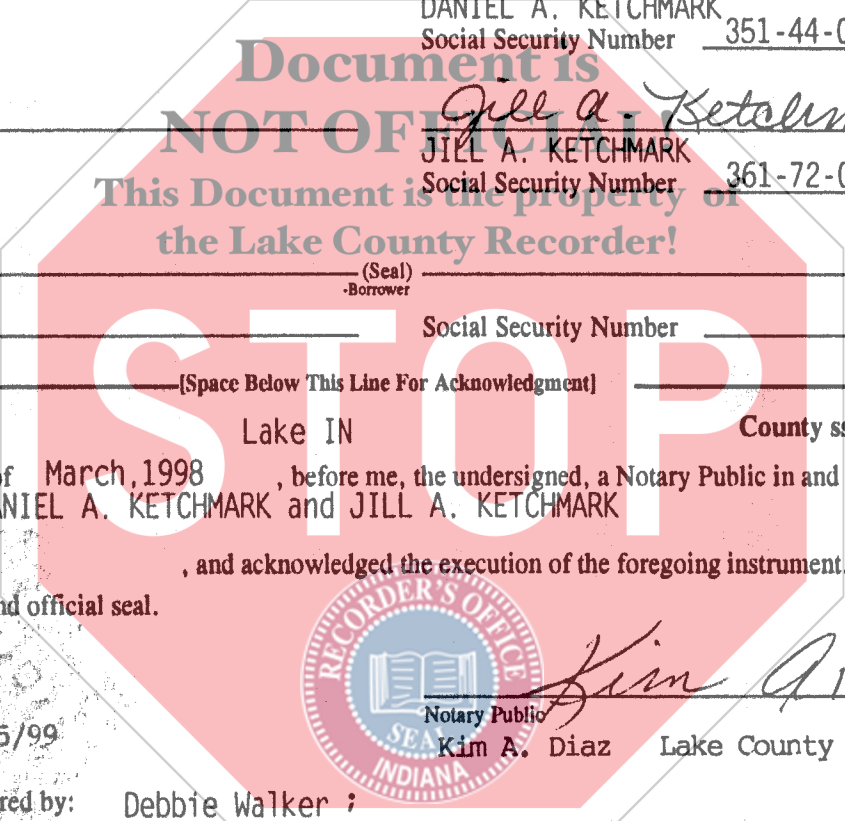 DANIEL A. KETCHMARK
Social Security Number 351-44-0
Document is
NOT OFFICIAL
Jill A. Ketchm
JILL A. KETCHMARK
Social Security Number 361-72-0
This Document is the property of
the Lake County Recorder!
(Seal)
-Borrower
Social Security Number
STOP
[Space Below This Line For Acknowledgment]
Lake IN County ss
of March,1998 , before me, the undersigned, a Notary Public in and
NIEL A. KETCHMARK and JILL A. KETCHMARK
, and acknowledged the execution of the foregoing instrument.
nd official seal.
RECORDER'S OFFICE
SEAL
INDIANA
Kim A
Notary Public
5/99
Kim A. Diaz Lake County
red by: Debbie Walker ;